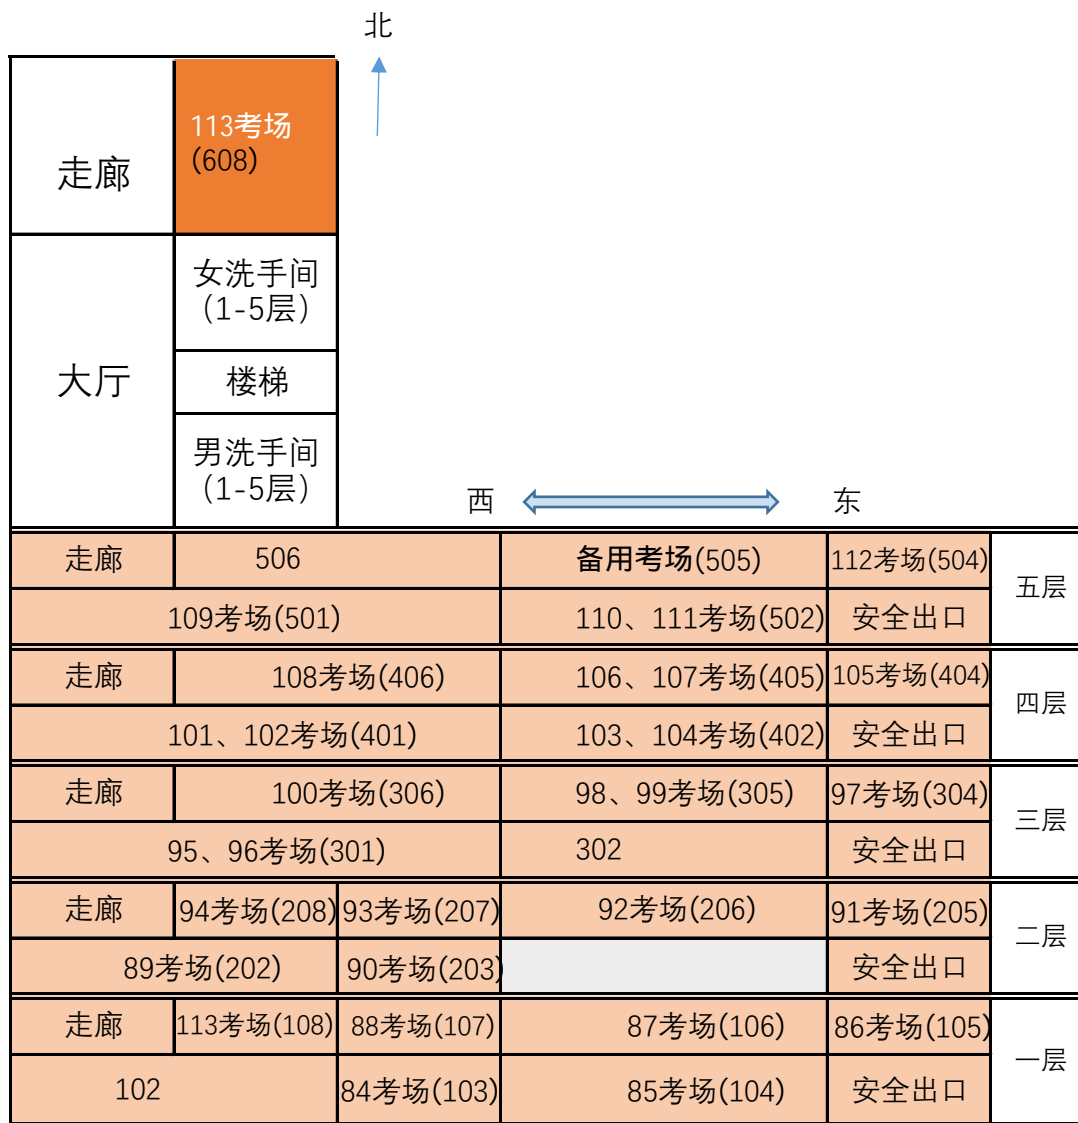 北
113考场
(608)
走廊
女洗手间
(1-5层)
大厅
楼梯
男洗手间
(1-5层)
西
东
走廊
506
备用考场(505)
112考场(504)
五层
109考场(501)
110、111考场(502)
安全出口
走廊
108考场(406)
106、107考场(405)
105考场(404)
四层
101、102考场(401)
103、104考场(402)
安全出口
走廊
100考场(306)
98、99考场(305)
97考场(304)
三层
95、96考场(301)
302
安全出口
走廊
94考场(208)
93考场(207)
92考场(206)
91考场(205)
二层
89考场(202)
90考场(203)
安全出口
走廊
113考场(108)
88考场(107)
87考场(106)
86考场(105)
一层
102
84考场(103)
85考场(104)
安全出口